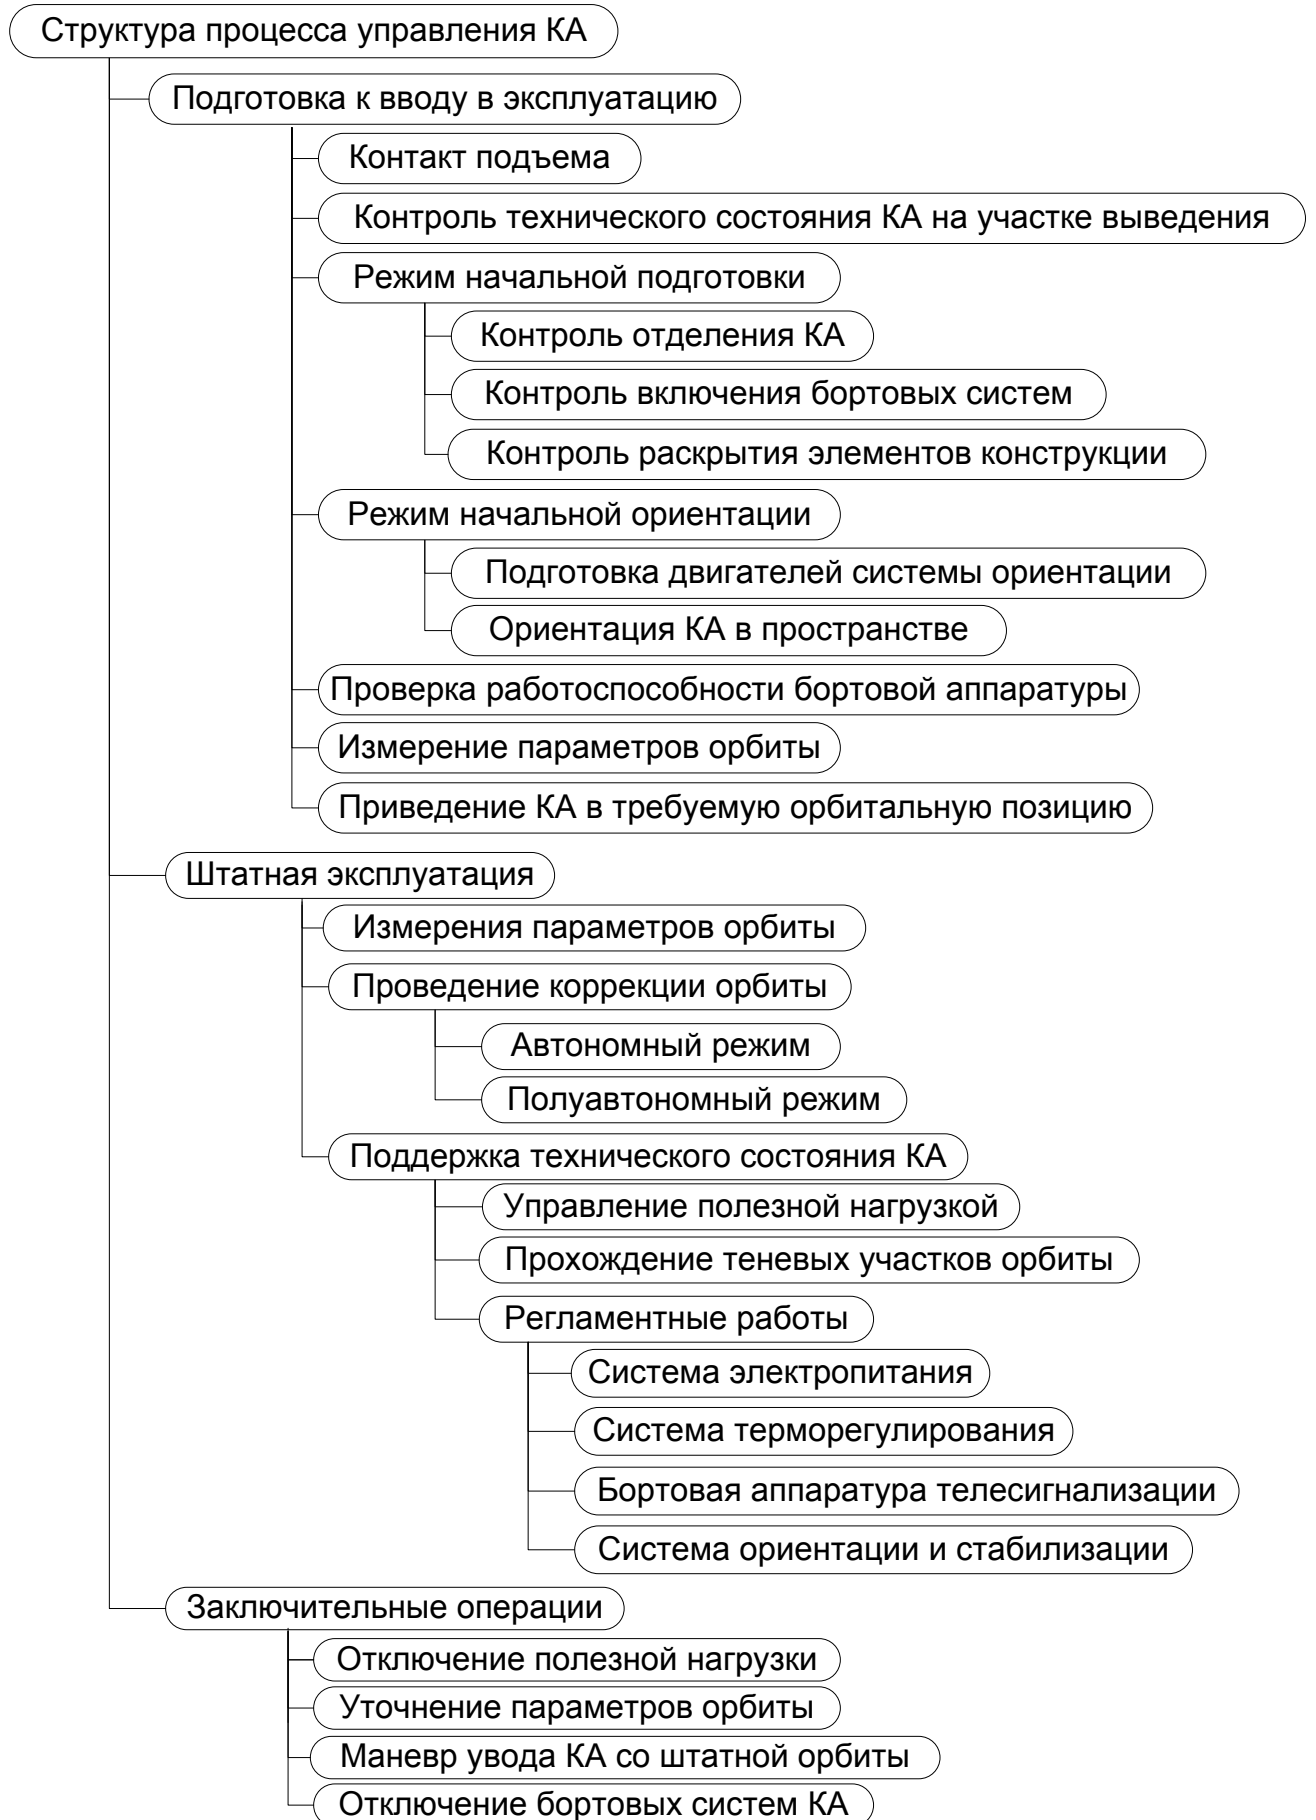 Структура процесса управления КА
Подготовка к вводу в эксплуатацию
Контакт подъема
Контроль технического состояния КА на участке выведения
Режим начальной подготовки
Контроль отделения КА
Контроль включения бортовых систем
Контроль раскрытия элементов конструкции
Режим начальной ориентации
Подготовка двигателей системы ориентации
Ориентация КА в пространстве
Проверка работоспособности бортовой аппаратуры
Измерение параметров орбиты
Приведение КА в требуемую орбитальную позицию
Штатная эксплуатация
Измерения параметров орбиты
Проведение коррекции орбиты
Автономный режим
Полуавтономный режим
Поддержка технического состояния КА
Управление полезной нагрузкой
Прохождение теневых участков орбиты
Регламентные работы
Система электропитания
Система терморегулирования
Бортовая аппаратура телесигнализации
Система ориентации и стабилизации
Заключительные операции
Отключение полезной нагрузки
Уточнение параметров орбиты
Маневр увода КА со штатной орбиты
Отключение бортовых систем КА